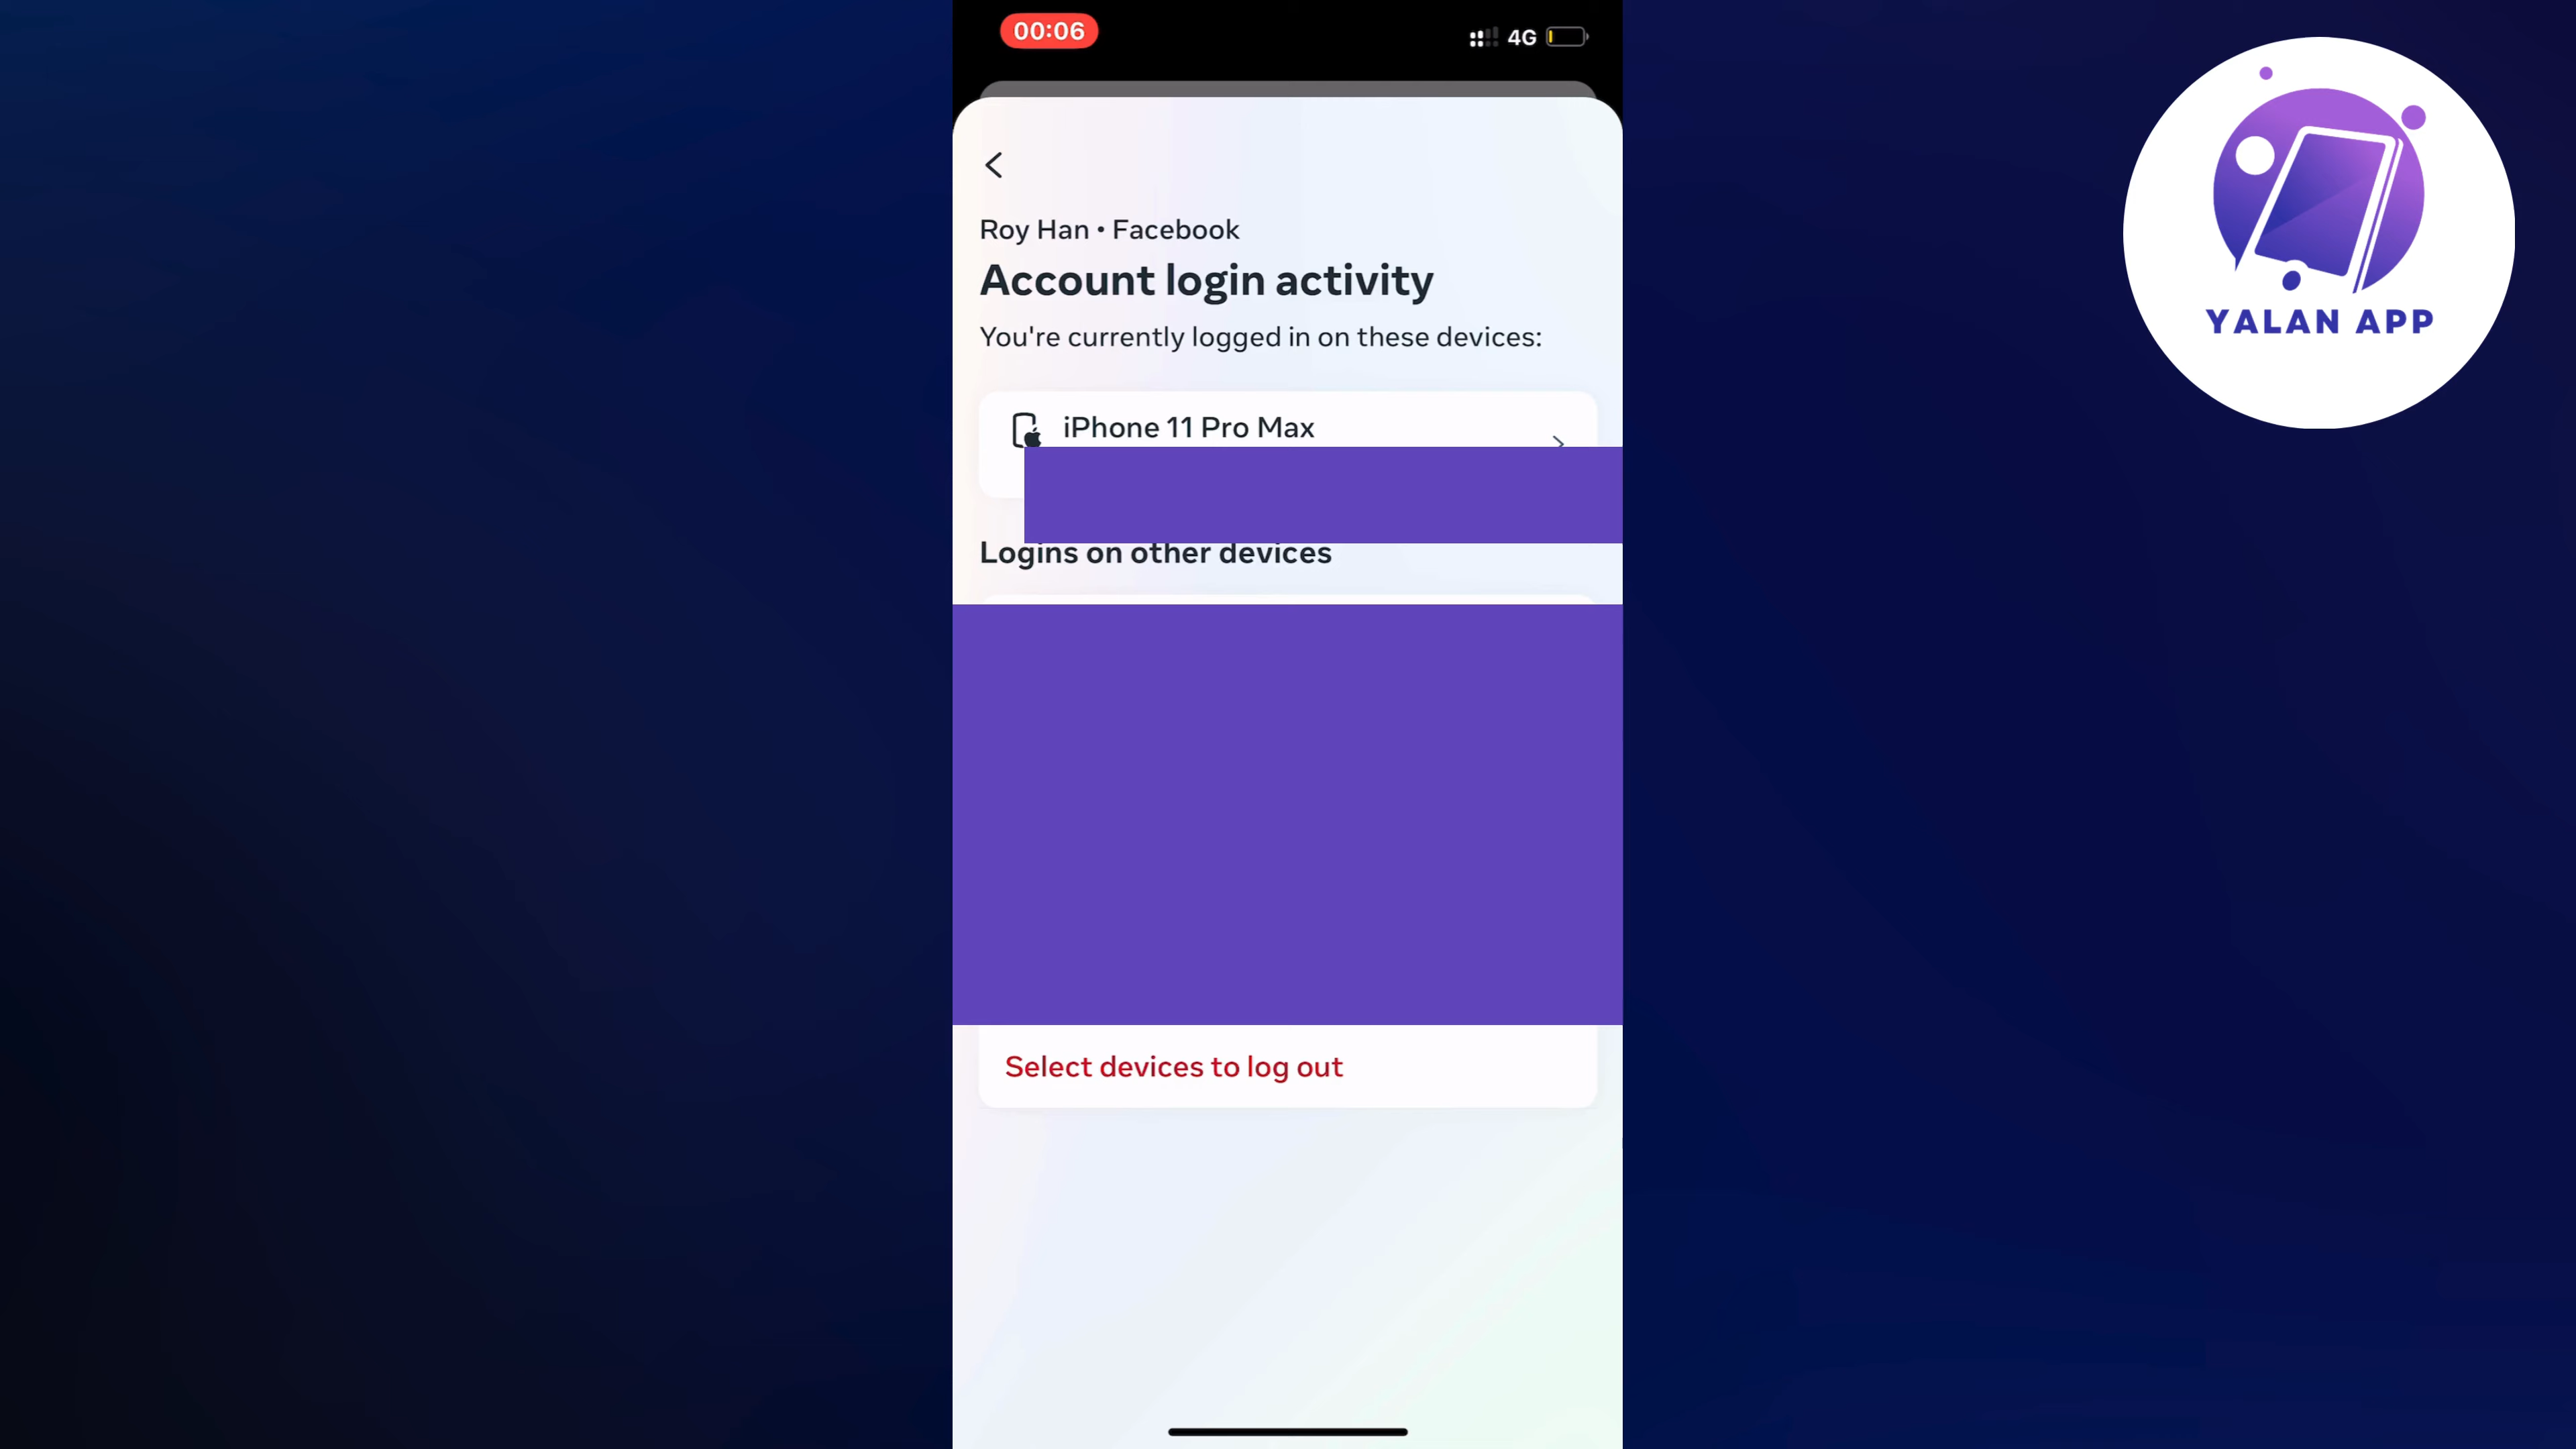 00:06
4G
Roy Han • Facebook
Account login activity
You're currently logged in on these devices:
iPhone 11 Pro Max
Logins on other devices
Select devices to log out
YALAN APP